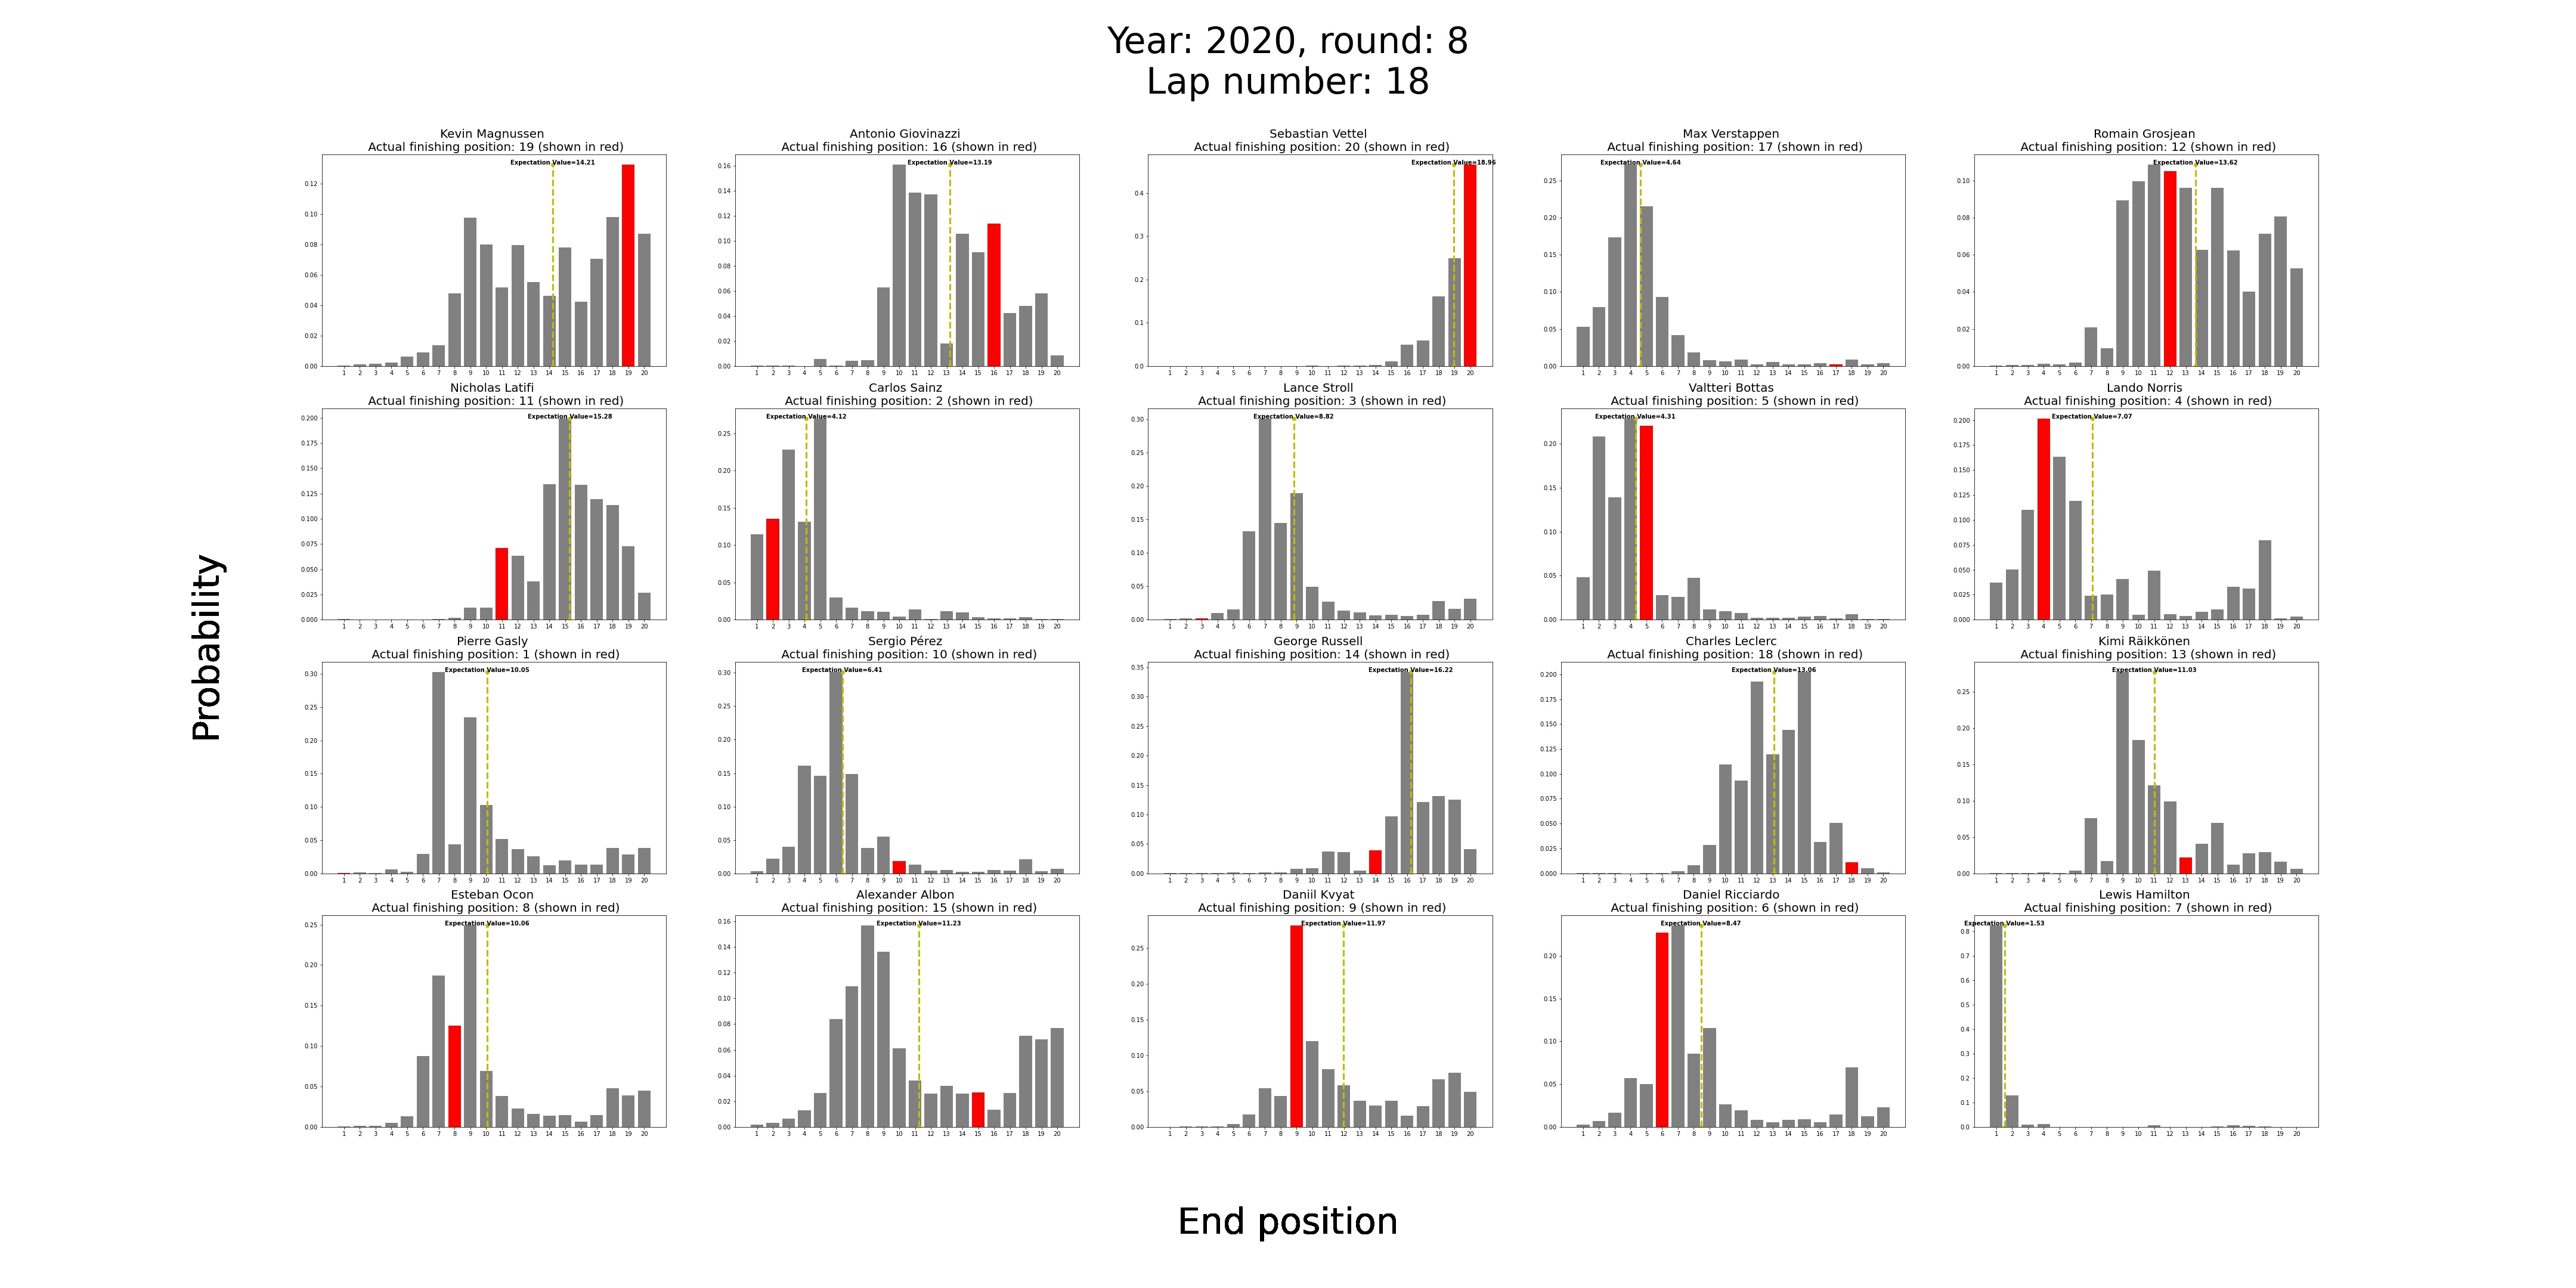 Year: 2020, round: 8
Lap number: 18
Kevin Magnussen
Actual finishing position: 19 (shown in red)
Expectation Value=14.21
Antonio Giovinazzi
Actual finishing position: 16 (shown in red)
Expectation Value=13.19
Sebastian Vettel
Actual finishing position: 20 (shown in red)
Expectation Value=18.96
Max Verstappen
Actual finishing position: 17 (shown in red)
Expectation Value=4.64
Romain Grosjean
Actual finishing position: 12 (shown in red)
Expectation Value=13.62
Nicholas Latifi
Actual finishing position: 11 (shown in red)
Expectation Value=15.28
Carlos Sainz
Actual finishing position: 2 (shown in red)
Expectation Value=4.12
Lance Stroll
Actual finishing position: 3 (shown in red)
Expectation Value=8.82
Valtteri Bottas
Actual finishing position: 5 (shown in red)
Expectation Value=4.31
Lando Norris
Actual finishing position: 4 (shown in red)
Expectation Value=7.07
Pierre Gasly
Actual finishing position: 1 (shown in red)
Expectation Value=10.05
Sergio Pérez
Actual finishing position: 10 (shown in red)
Expectation Value=6.41
George Russell
Actual finishing position: 14 (shown in red)
Expectation Value=16.22
Charles Leclerc
Actual finishing position: 18 (shown in red)
Expectation Value=13.06
Kimi Räikkönen
Actual finishing position: 13 (shown in red)
Expectation Value=11.03
Esteban Ocon
Actual finishing position: 8 (shown in red)
Expectation Value=10.06
Alexander Albon
Actual finishing position: 15 (shown in red)
Expectation Value=11.23
Daniil Kvyat
Actual finishing position: 9 (shown in red)
Expectation Value=11.97
Daniel Ricciardo
Actual finishing position: 6 (shown in red)
Expectation Value=8.47
Lewis Hamilton
Actual finishing position: 7 (shown in red)
Expectation Value=1.53
Probability
End position